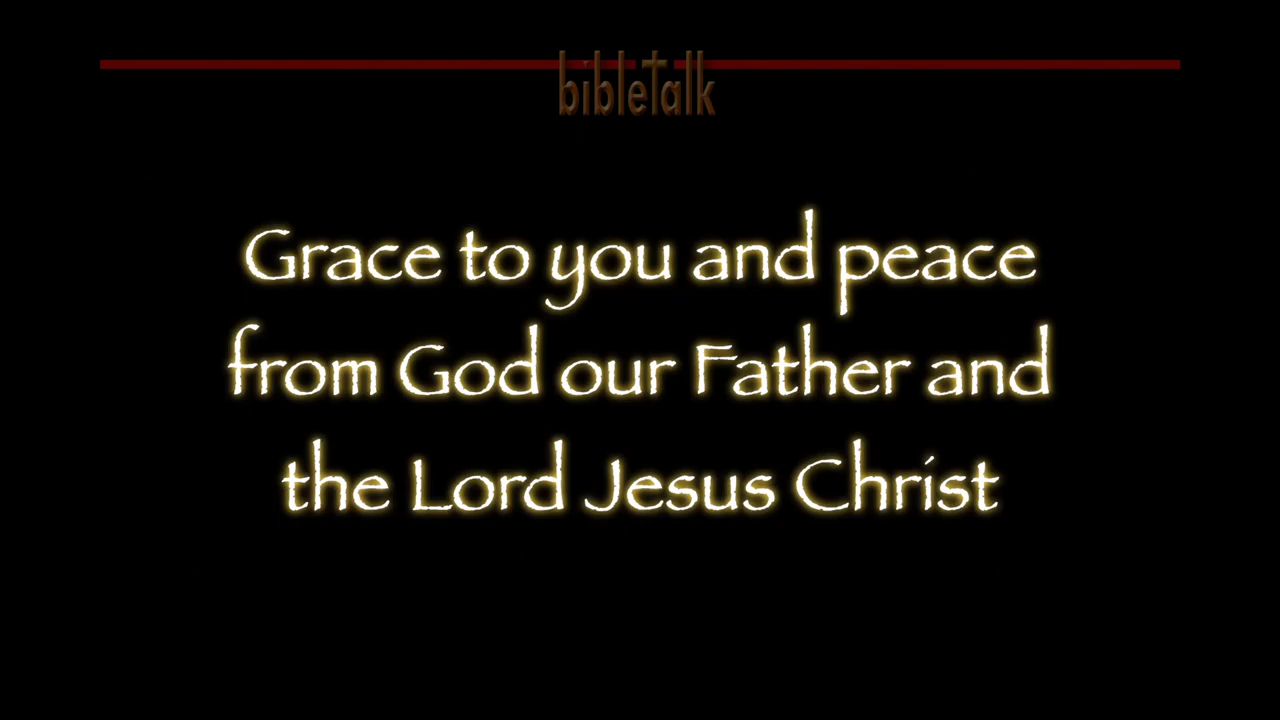 bibleTalk
Grace to you and peace
from God our Father and
the Lord Jesus Christ